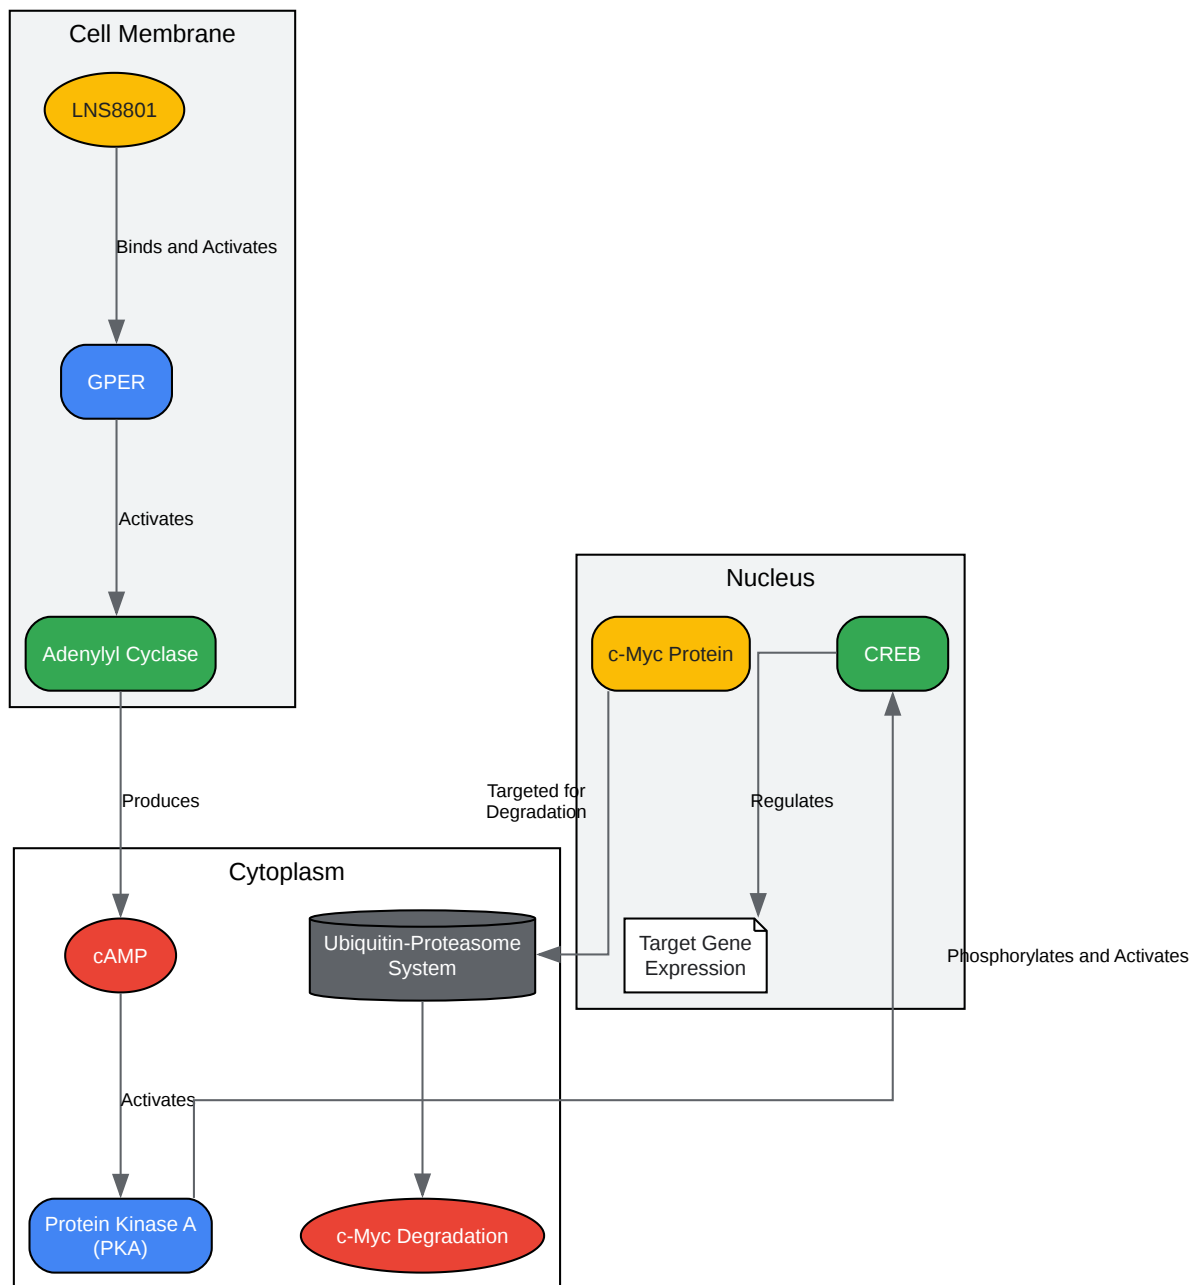 Cell Membrane
LNS8801
Binds and Activates
GPER
Activates
Adenylyl Cyclase
Produces
Nucleus
c-Myc Protein
CREB
Targeted for
Degradation
Regulates
Target Gene
Expression
Phosphorylates and Activates
Cytoplasm
cAMP
Ubiquitin-Proteasome
System
Activates
Protein Kinase A
(PKA)
c-Myc Degradation